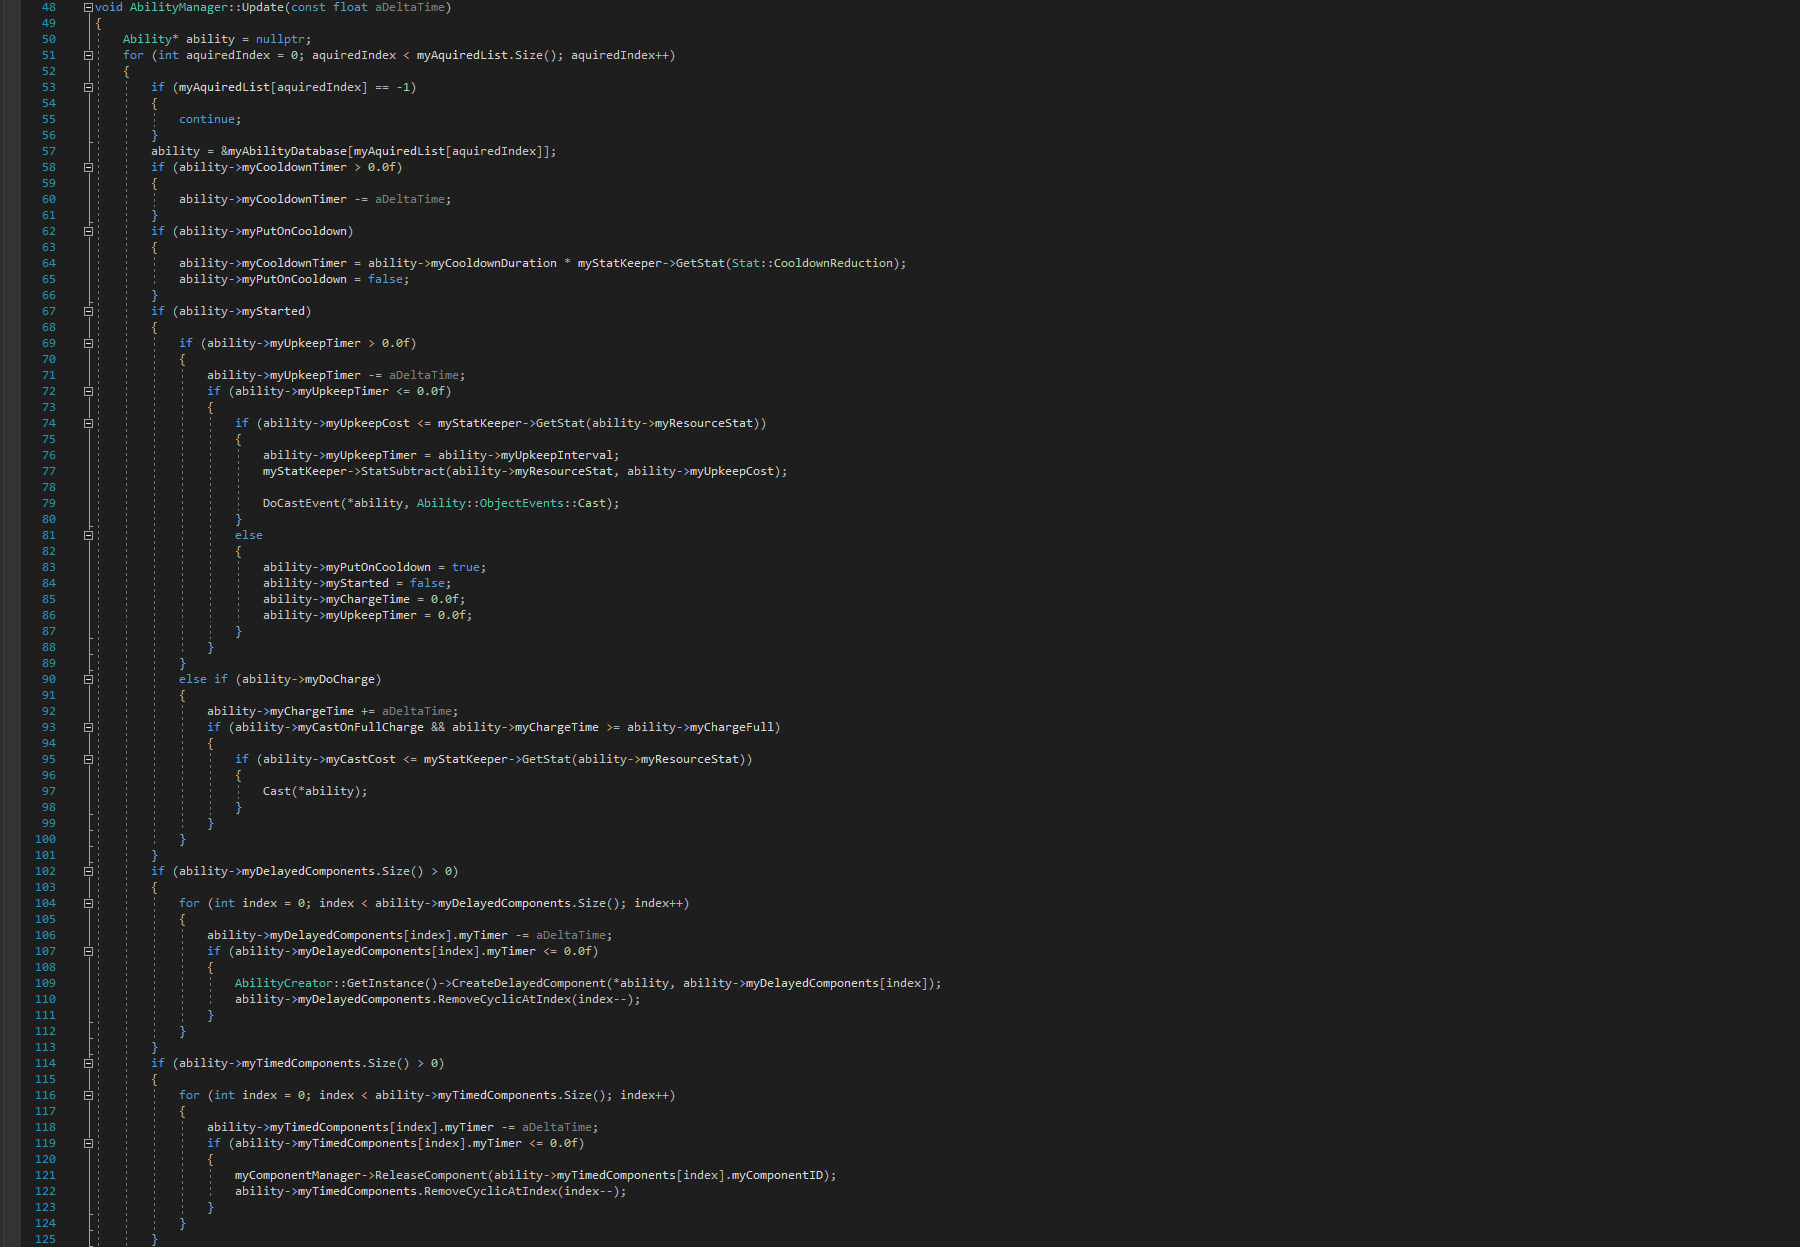 48 void AbilityManager::Update(const float aDeltaTime)
49 {
50 Ability* ability = nullptr;
51 for (int aquiredIndex = 0; aquiredIndex < myAquiredList.Size(); aquiredIndex++)
52 {
53 if (myAquiredList[aquiredIndex] == -1)
54 {
55 continue;
56 }
57 ability = &myAbilityDatabase[myAquiredList[aquiredIndex]];
58 if (ability->myCooldownTimer > 0.0f)
59 {
60 ability->myCooldownTimer -= aDeltaTime;
61 }
62 if (ability->myPutOnCooldown)
63 {
64 ability->myCooldownTimer = ability->myCooldownDuration * myStatKeeper->GetStat(Stat::CooldownReduction);
65 ability->myPutOnCooldown = false;
66 }
67 if (ability->myStarted)
68 {
69 if (ability->myUpkeepTimer > 0.0f)
70 {
71 ability->myUpkeepTimer -= aDeltaTime;
72 if (ability->myUpkeepTimer <= 0.0f)
73 {
74 if (ability->myUpkeepCost <= myStatKeeper->GetStat(ability->myResourceStat))
75 {
76 ability->myUpkeepTimer = ability->myUpkeepInterval;
77 myStatKeeper->StatSubtract(ability->myResourceStat, ability->myUpkeepCost);
78
79 DoCastEvent(*ability, Ability::ObjectEvents::Cast);
80 }
81 else
82 {
83 ability->myPutOnCooldown = true;
84 ability->myStarted = false;
85 ability->myChargeTime = 0.0f;
86 ability->myUpkeepTimer = 0.0f;
87 }
88 }
89 }
90 else if (ability->myDoCharge)
91 {
92 ability->myChargeTime += aDeltaTime;
93 if (ability->myCastOnFullCharge && ability->myChargeTime >= ability->myChargeFull)
94 {
95 if (ability->myCastCost <= myStatKeeper->GetStat(ability->myResourceStat))
96 {
97 Cast(*ability);
98 }
99 }
100 }
101 }
102 if (ability->myDelayedComponents.Size() > 0)
103 {
104 for (int index = 0; index < ability->myDelayedComponents.Size(); index++)
105 {
106 ability->myDelayedComponents[index].myTimer -= aDeltaTime;
107 if (ability->myDelayedComponents[index].myTimer <= 0.0f)
108 {
109 AbilityCreator::GetInstance()->CreateDelayedComponent(*ability, ability->myDelayedComponents[index]);
110 ability->myDelayedComponents.RemoveCyclicAtIndex(index--);
111 }
112 }
113 }
114 if (ability->myTimedComponents.Size() > 0)
115 {
116 for (int index = 0; index < ability->myTimedComponents.Size(); index++)
117 {
118 ability->myTimedComponents[index].myTimer -= aDeltaTime;
119 if (ability->myTimedComponents[index].myTimer <= 0.0f)
120 {
121 myComponentManager->ReleaseComponent(ability->myTimedComponents[index].myComponentID);
122 ability->myTimedComponents.RemoveCyclicAtIndex(index--);
123 }
124 }
125 }